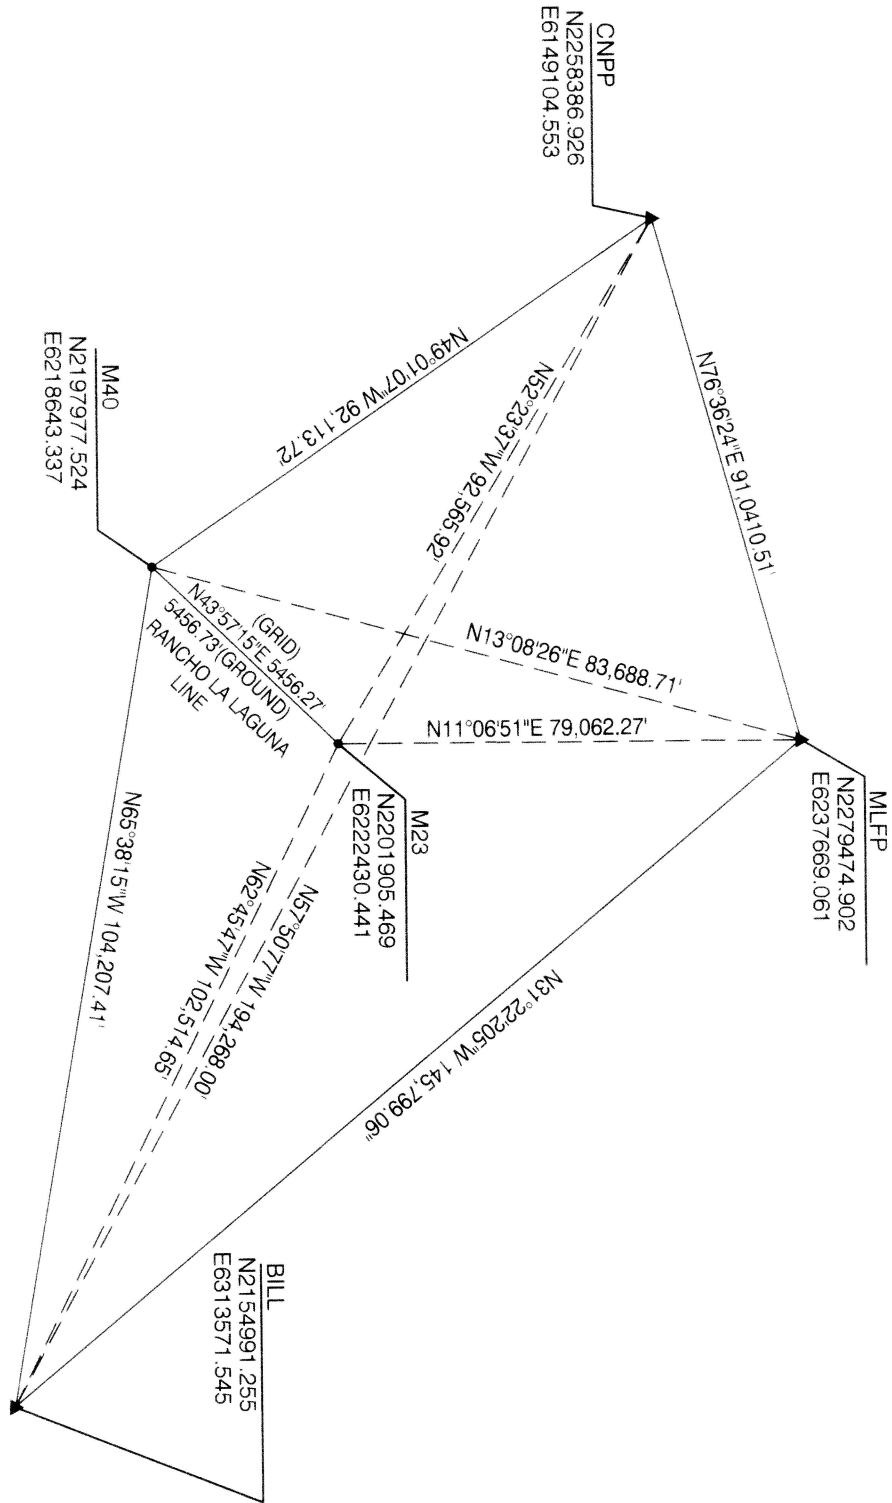 CNPP
N2258386.926
E6149104.553
N76°36'24"E 91,0410.51'
MLFP
N2279474.902
E6237669.061
N49°01'07"W 92,113.72'
N52°23'37"W 92,565.92'
N13°08'26"E 83,688.71'
N11°06'51"E 79,062.27'
M40
N2197977.524
E6218643.337
(GRID)
N43°57'15"E 5456.27'
5456.73'(GROUND)
RANCHO LA LAGUNA
LINE
M23
N2201905.469
E6222430.441
N31°22'205"W 145,799.06"
N57°50'77"W 194,268.00'
N62°45'47"W 102,514.65'
N65°38'15"W 104,207.41'
BILL
N2154991.255
E6313571.545